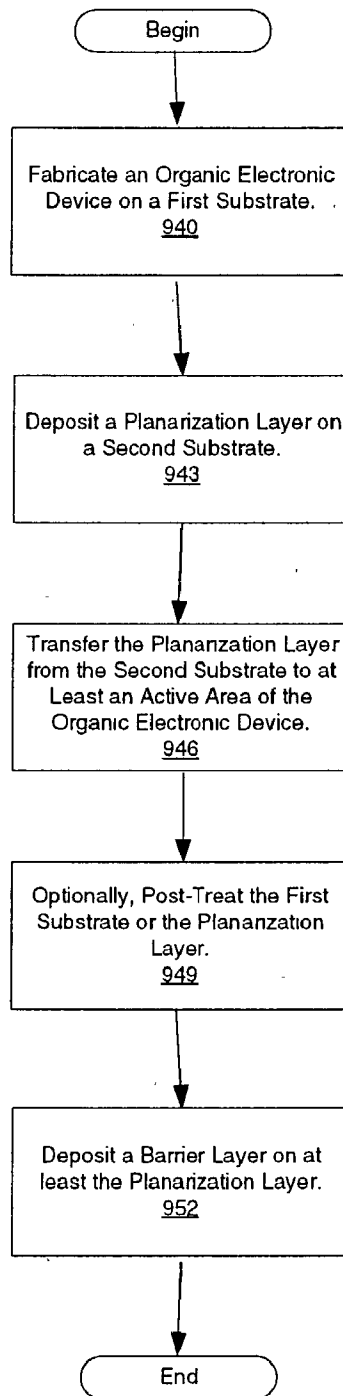 Begin
Fabricate an Organic Electronic
Device on a First Substrate.
940
Deposit a Planarization Layer on
a Second Substrate.
943
Transfer the Planarization Layer
from the Second Substrate to at
Least an Active Area of the
Organic Electronic Device.
946
Optionally, Post-Treat the First
Substrate or the Planarization
Layer.
949
Deposit a Barrier Layer on at
least the Planarization Layer.
952
End